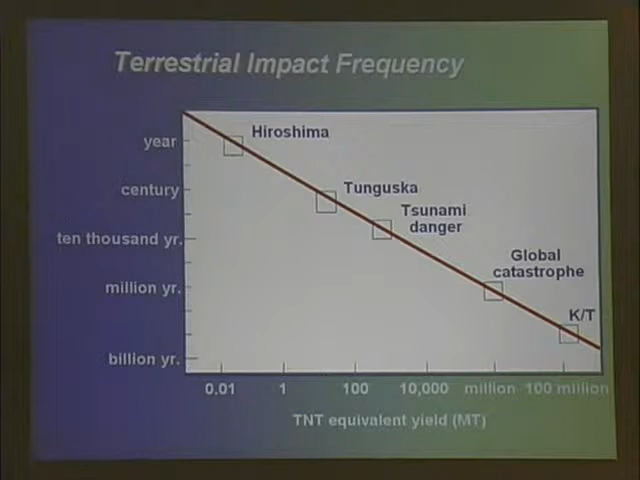 Terrestrial Impact Frequency
year
century
ten thousand yr.
million yr.
billion yr.
Hiroshima
Tunguska
Tsunami
danger
Global
catastrophe
K/T
0.01 1 100 10,000 million 100 million
TNT equivalent yield (MT)